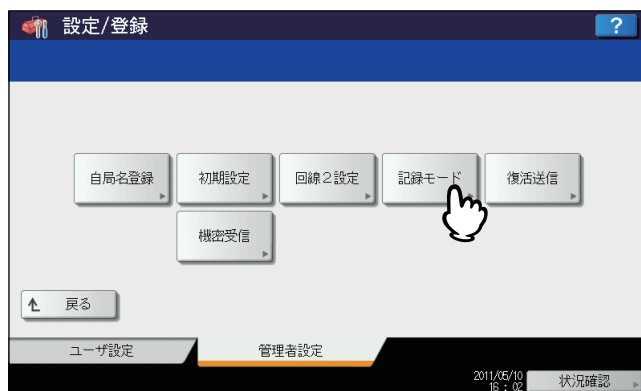 設定/登録
?
自局名登録 初期設定 回線2設定 記録モード 復活送信
機密受信
戻る
ユーザ設定 管理者設定
2011/05/10
16:02 状況確認